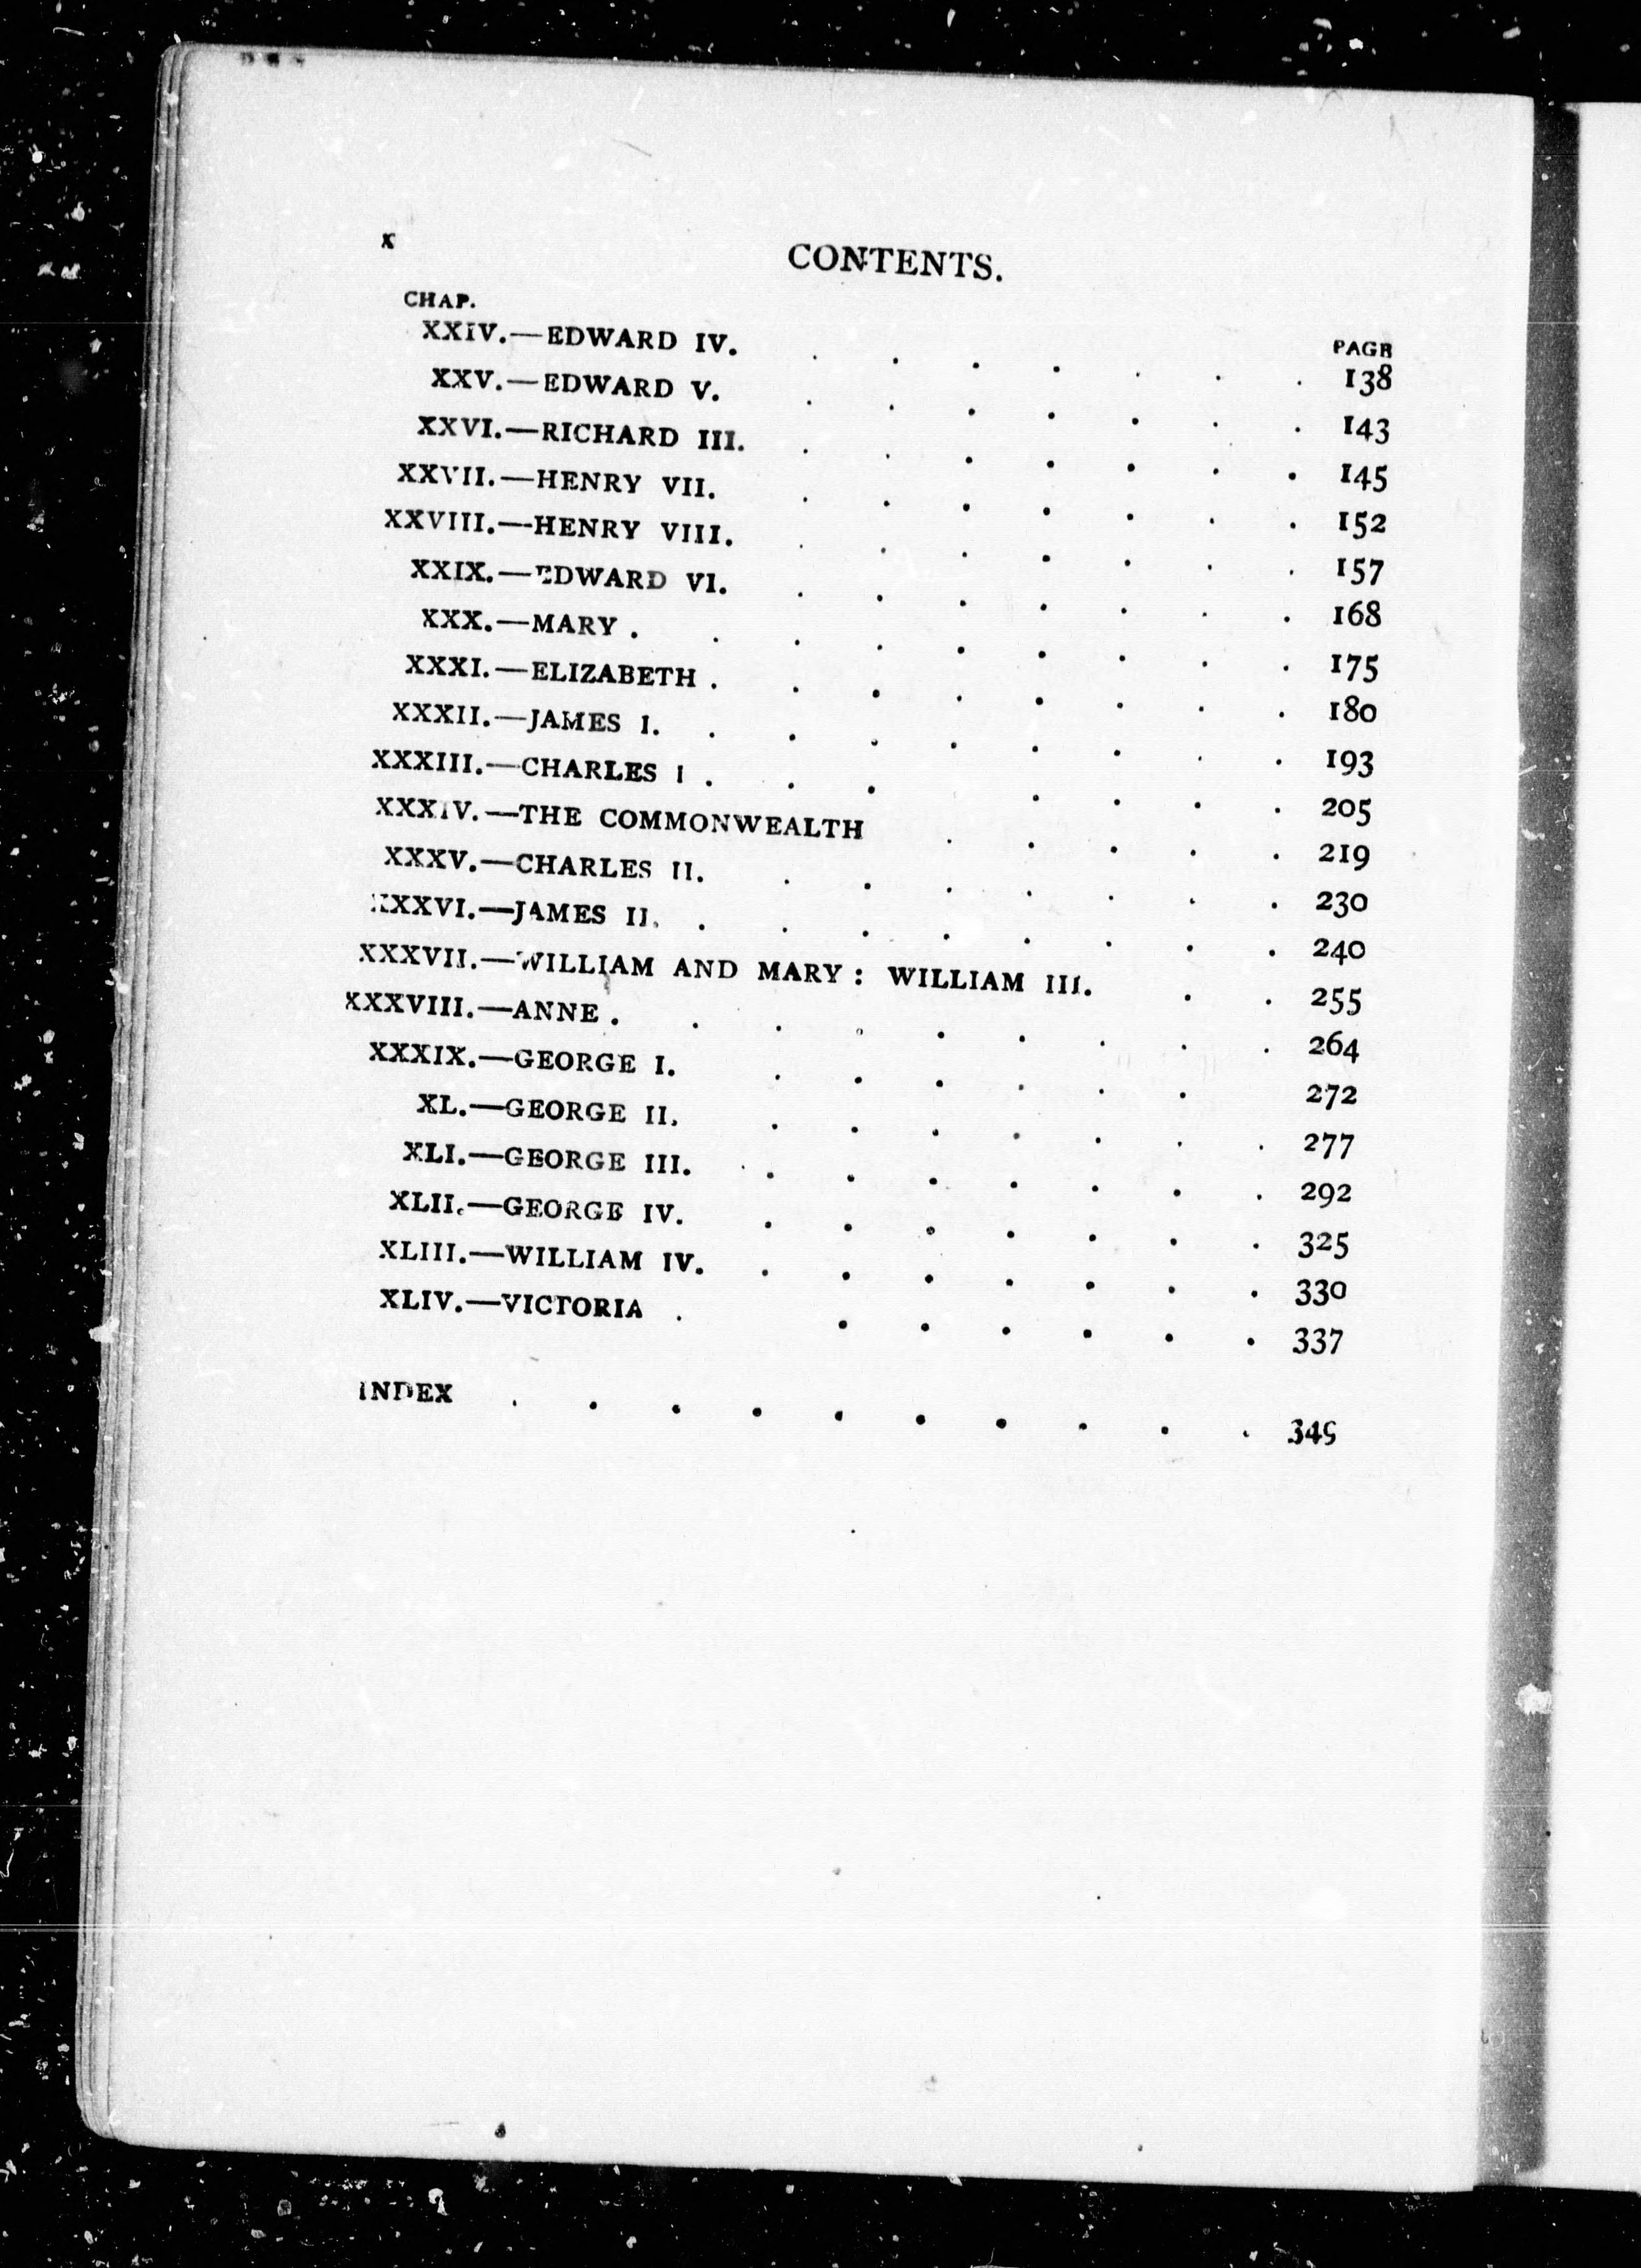 x
CONTENTS.
CHAP. PAGE
XXIV.—EDWARD IV. . . . . . . . 138
XXV.—EDWARD V. . . . . . . . 143
XXVI.—RICHARD III. . . . . . . . 145
XXVII.—HENRY VII. . . . . . . . 152
XXVIII.—HENRY VIII. . . . . . . . 157
XXIX.—EDWARD VI. . . . . . . . 168
XXX.—MARY . . . . . . . . . 175
XXXI.—ELIZABETH . . . . . . . . 180
XXXII.—JAMES I. . . . . . . . . 193
XXXIII.—CHARLES I . . . . . . . . 205
XXXIV.—THE COMMONWEALTH . . . . . 219
XXXV.—CHARLES II. . . . . . . . 230
XXXVI.—JAMES II. . . . . . . . . 240
XXXVII.—WILLIAM AND MARY: WILLIAM III. . . 255
XXXVIII.—ANNE . . . . . . . . . 264
XXXIX.—GEORGE I. . . . . . . 272
XL.—GEORGE II. . . . . . . . 277
XLI.—GEORGE III. . . . . . . . 292
XLII.—GEORGE IV. . . . . . . . 325
XLIII.—WILLIAM IV. . . . . . . . 330
XLIV.—VICTORIA . . . . . . . 337
INDEX . . . . . . . . . . 349